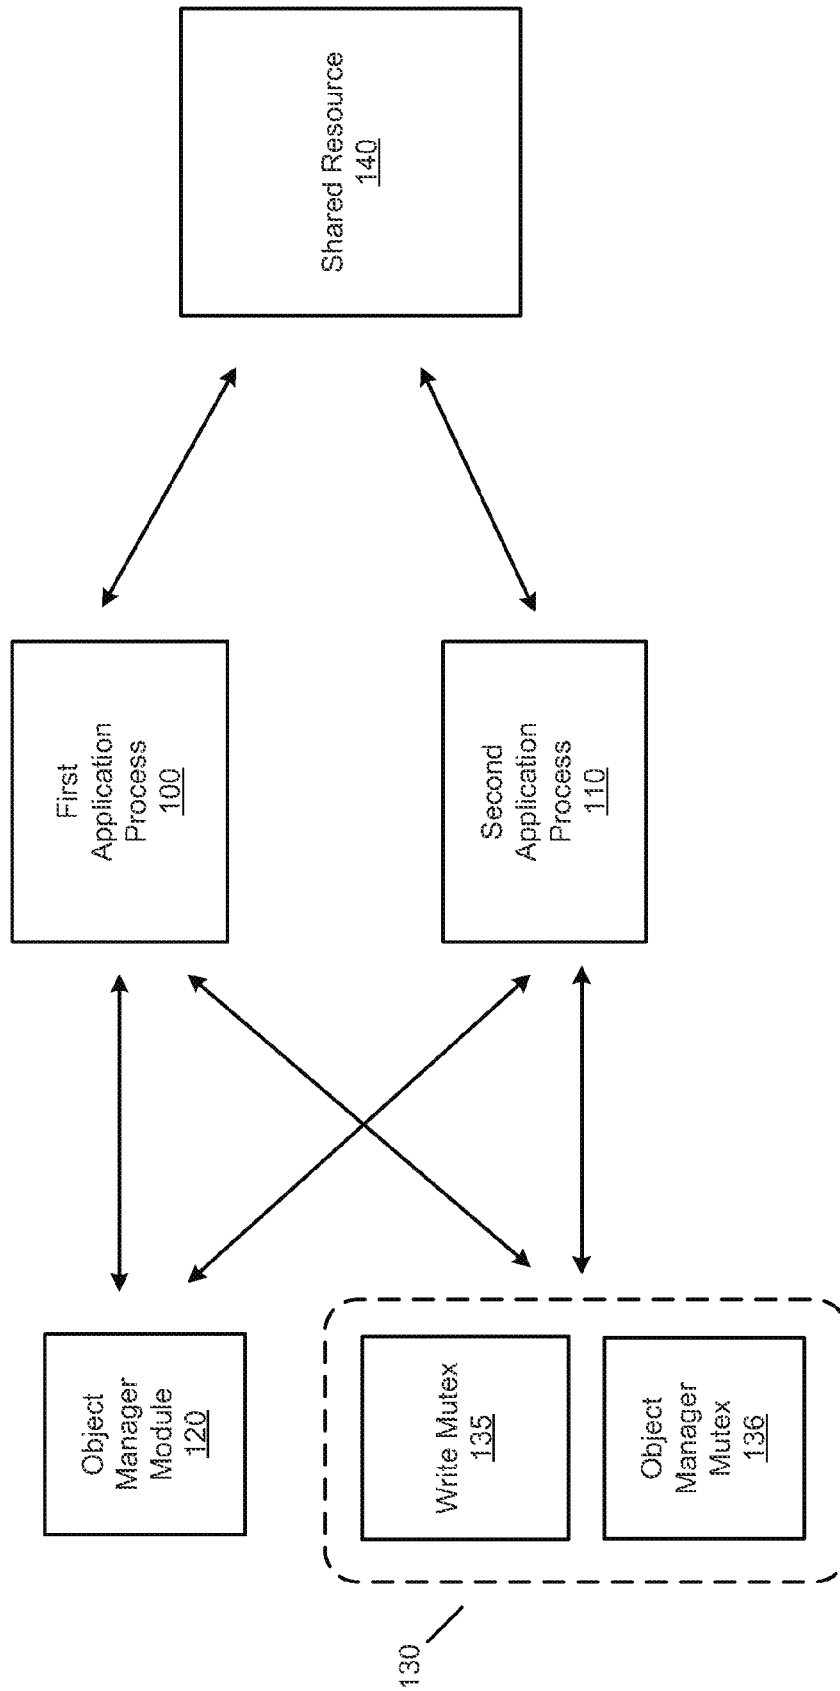 Object
Manager
Module
120
First
Application
Process
100
Shared Resource
140
130
Write Mutex
135
Second
Application
Process
110
Object
Manager
Mutex
136